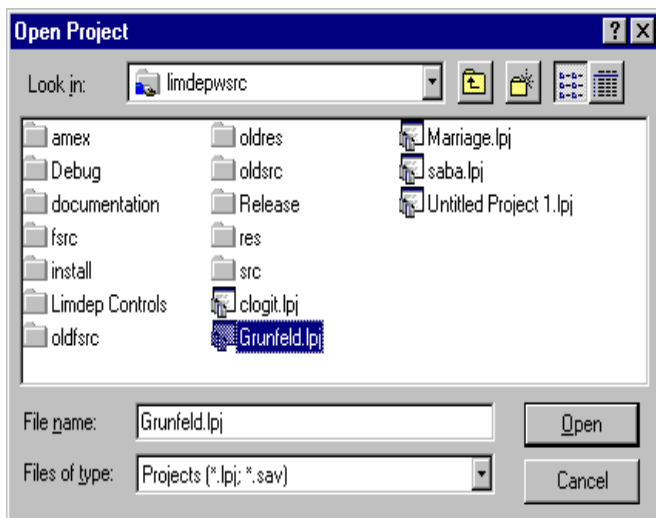 Open Project
Look in: limdepwsrc
amex oldres Marriage.lpj
Debug oldsrc saba.lpj
documentation Release Untitled Project 1.lpj
fsrc res
install src
Limdep Controls clogit.lpj
oldfsrc Grunfeld.lpj
File name: Grunfeld.lpj Open
Files of type: Projects (*.lpj; *.sav) Cancel